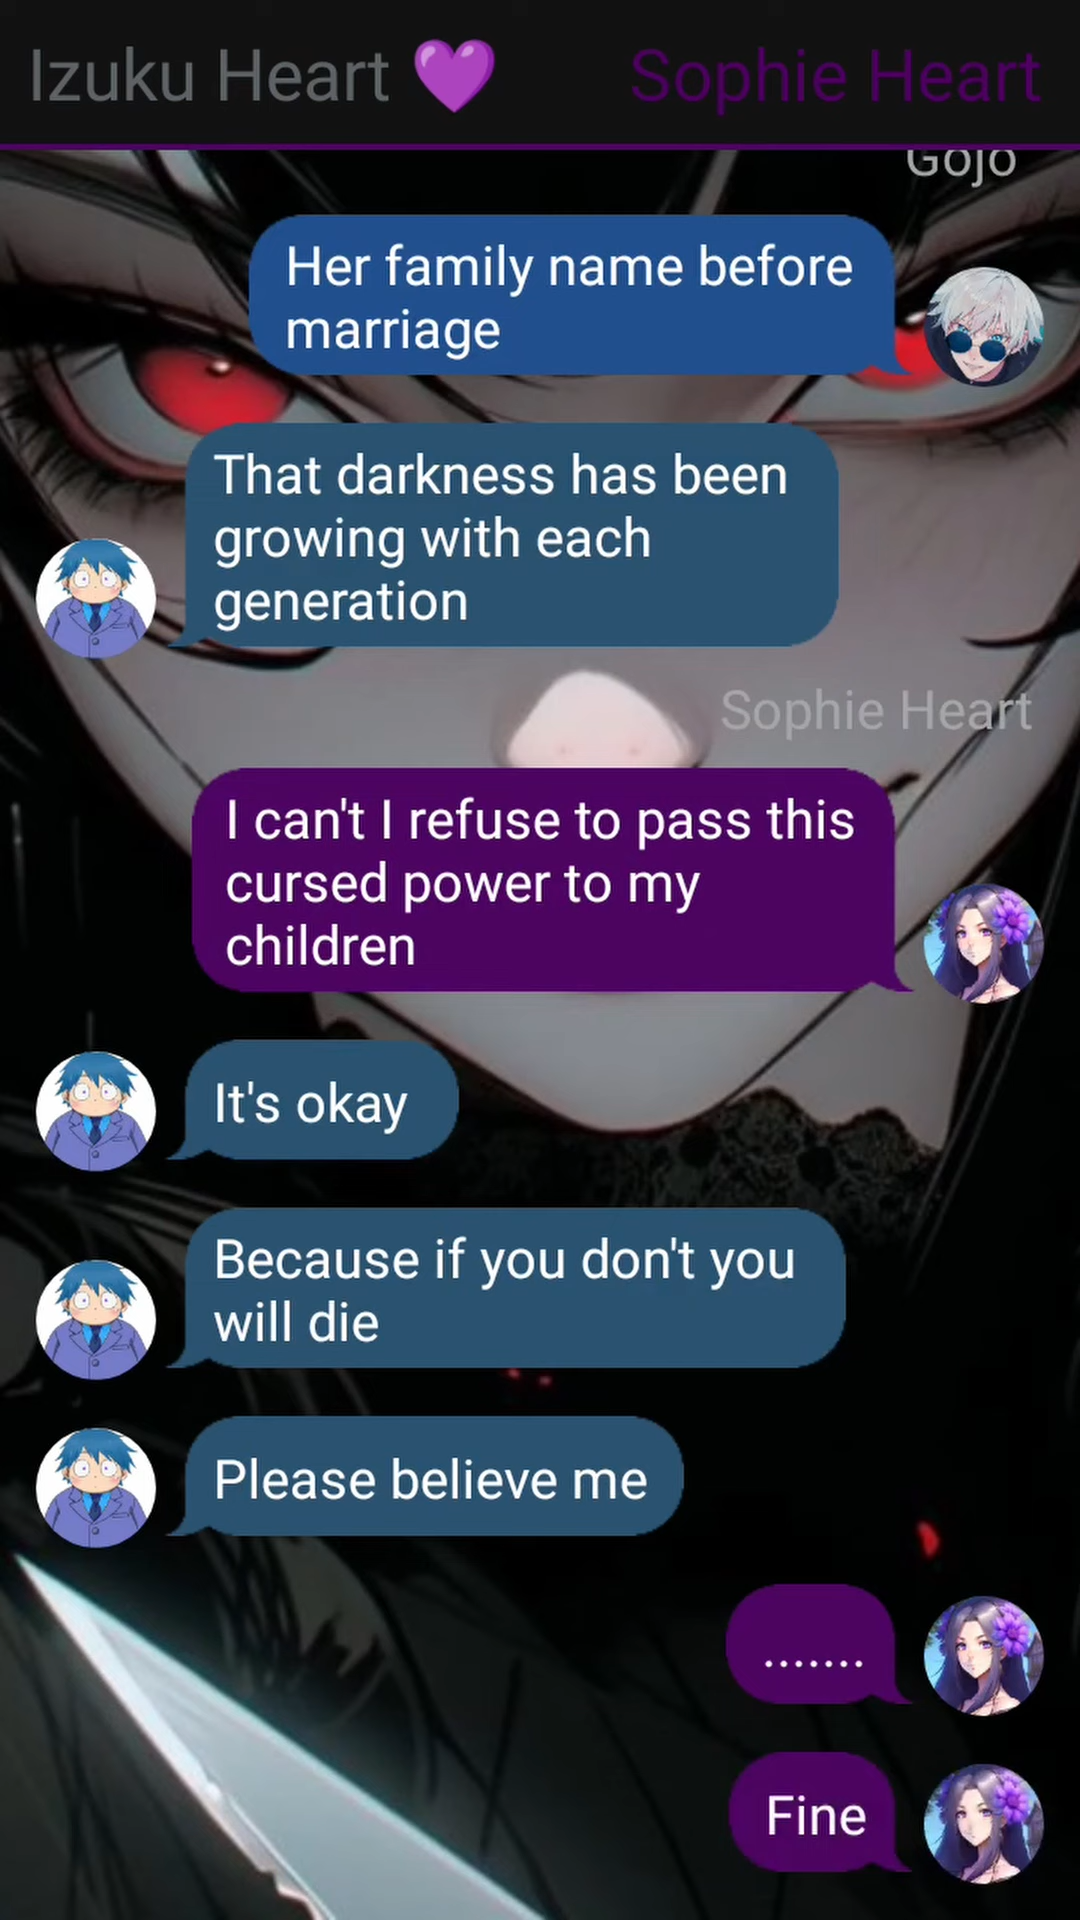 Izuku Heart 💜 Sophie Heart
Gojo
Her family name before
marriage
That darkness has been
growing with each
generation
Sophie Heart
I can't I refuse to pass this
cursed power to my
children
It's okay
Because if you don't you
will die
Please believe me
.......
Fine